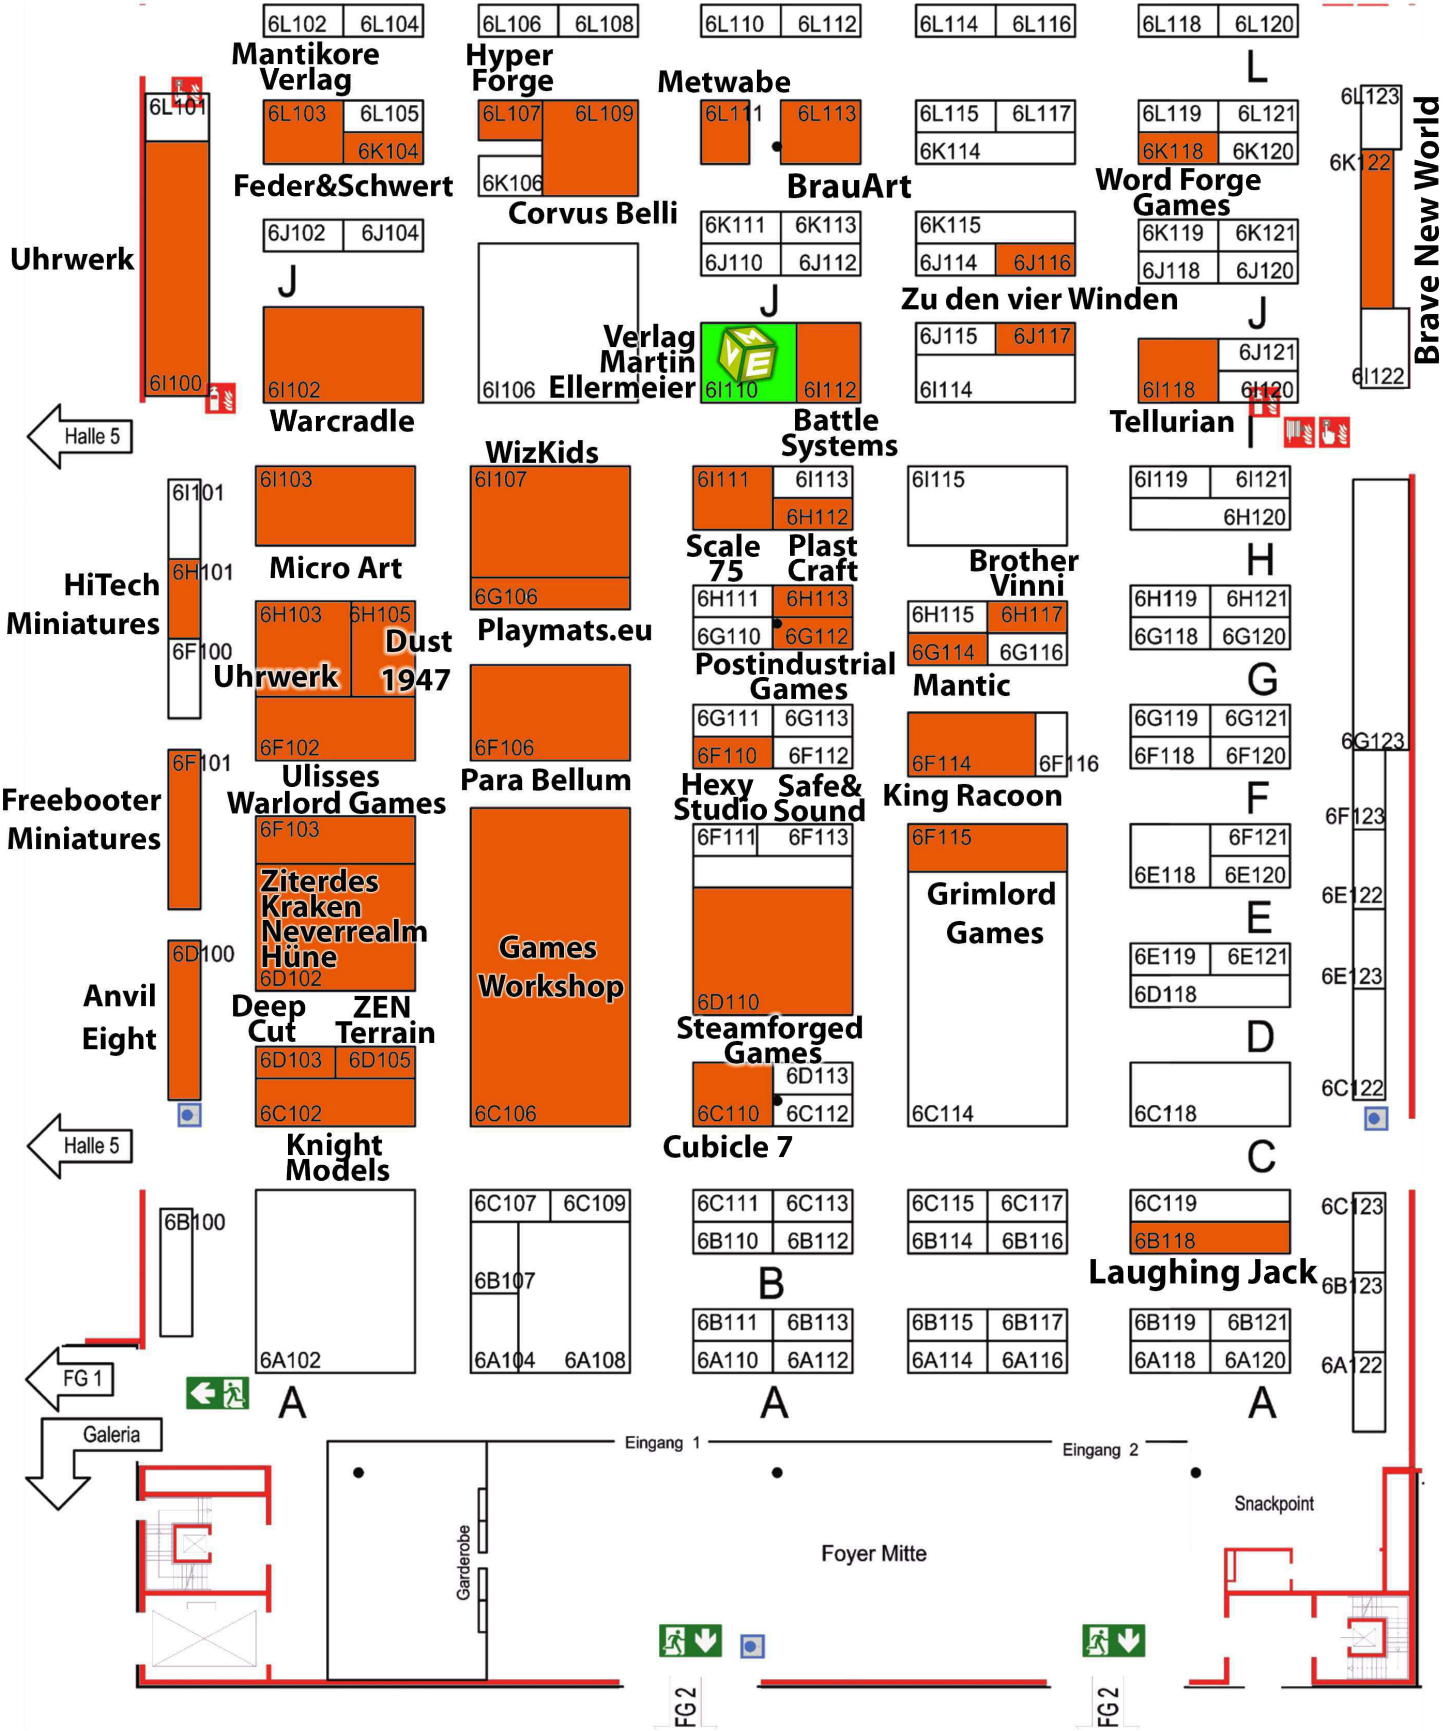 6L102 6L104 6L106 6L108 6L110 6L112 6L114 6L116 6L118 6L120
Mantikore
Verlag
Hyper
Forge
Metwabe
L
6L101 6L103 6L105 6L107 6L109 6L111 6L113 6L115 6L117 6L119 6L121 6L123
6K104 6K106 6K114 6K118 6K120 6K122
Feder&Schwert
Corvus Belli
BrauArt
Word Forge
Games
Brave New World
6J102 6J104 6K111 6K113 6K115 6K119 6K121
6J110 6J112 6J114 6J116 6J118 6J120
Uhrwerk
J
J
J
Zu den vier Winden
Verlag
Martin
Ellermeier
VME
6J115 6J117 6J121
6I100 6I102 6I106 6I110 6I112 6I114 6I118 6I120 6I122
Warcradle
Battle
Systems
Tellurian
I
Halle 5
WizKids
6I101 6I103 6I107 6I111 6I113 6I115 6I119 6I121
6H112 6H120
Micro Art
Scale
75
Plast
Craft
Brother
Vinni
H
HiTech
Miniatures
6H101 6G106 6H111 6H113 6H119 6H121
6H103 6H105 6H115 6H117
Uhrwerk
Dust
1947
Playmats.eu
6G110 6G112 6G114 6G116 6G118 6G120
6F100
Postindustrial
Games
Mantic
G
6G111 6G113 6G119 6G121 6G123
6F102 6F106 6F110 6F112 6F114 6F116 6F118 6F120
6F101
Ulisses
Warlord Games
Para Bellum
Hexy
Studio
Safe&
Sound
King Racoon
F
Freebooter
Miniatures
6F103 6F111 6F113 6F115 6F121 6F123
6E118 6E120 6E122
Ziterdes
Kraken
Neverrealm
Hüne
6D102
Games
Workshop
Grimlord
Games
E
6D100 6D110 6E119 6E121 6E123
6D118
Anvil
Eight
Deep
Cut
ZEN
Terrain
Steamforged
Games
D
6D103 6D105 6D113
6C102 6C106 6C110 6C112 6C114 6C118 6C122
Halle 5
Knight
Models
Cubicle 7
C
6C107 6C109 6C111 6C113 6C115 6C117 6C119 6C123
6B100 6B110 6B112 6B114 6B116 6B118
Laughing Jack
B
6B107 6B123
6B111 6B113 6B115 6B117 6B119 6B121
6A102 6A104 6A108 6A110 6A112 6A114 6A116 6A118 6A120 6A122
FG 1
A
A
A
Galeria
Eingang 1
Eingang 2
Snackpoint
Garderobe
Foyer Mitte
FG 2
FG 2